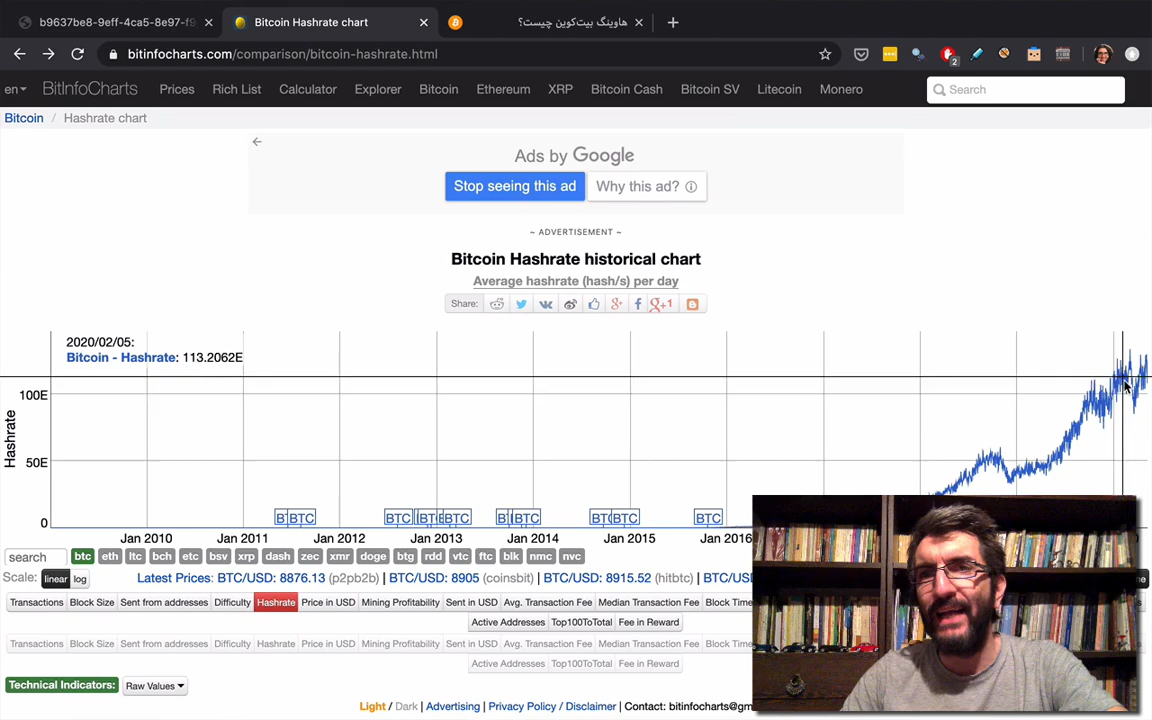 b9637be8-9eff-4ca5-8e97-f9
Bitcoin Hashrate chart
هاوینگ بیت‌کوین چیست؟
bitinfocharts.com/comparison/bitcoin-hashrate.html
2
en
BitInfoCharts
Prices
Rich List
Calculator
Explorer
Bitcoin
Ethereum
XRP
Bitcoin Cash
Bitcoin SV
Litecoin
Monero
Search
Bitcoin / Hashrate chart
Ads by Google
Stop seeing this ad
Why this ad?
~ ADVERTISEMENT ~
Bitcoin Hashrate historical chart
Average hashrate (hash/s) per day
Share:
+1
2020/02/05:
Bitcoin - Hashrate: 113.2062E
100E
Hashrate
50E
0
BTC BTC BTC BTC BTC BTC BTC
Jan 2010 Jan 2011 Jan 2012 Jan 2013 Jan 2014 Jan 2015 Jan 2016
search btc eth ltc bch etc bsv xrp dash zec xmr doge btg rdd vtc ftc blk nmc nvc
Scale: linear log
Latest Prices: BTC/USD: 8876.13 (p2pb2b) | BTC/USD: 8905 (coinsbit) | BTC/USD: 8915.52 (hitbtc) | BTC/USD
Transactions Block Size Sent from addresses Difficulty Hashrate Price in USD Mining Profitability Sent in USD Avg. Transaction Fee Median Transaction Fee Block Time
Active Addresses Top100ToTotal Fee in Reward
Transactions Block Size Sent from addresses Difficulty Hashrate Price in USD Mining Profitability Sent in USD Avg. Transaction Fee Median Transaction Fee Block Time
Active Addresses Top100ToTotal Fee in Reward
Technical Indicators: Raw Values
Light / Dark | Advertising | Privacy Policy / Disclaimer | Contact: bitinfocharts@gm